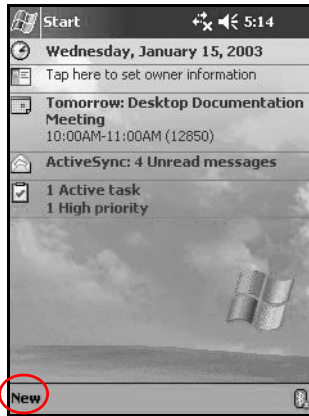 Start 5:14
Wednesday, January 15, 2003
Tap here to set owner information
Tomorrow: Desktop Documentation
Meeting
10:00AM-11:00AM (12850)
ActiveSync: 4 Unread messages
1 Active task
1 High priority
New